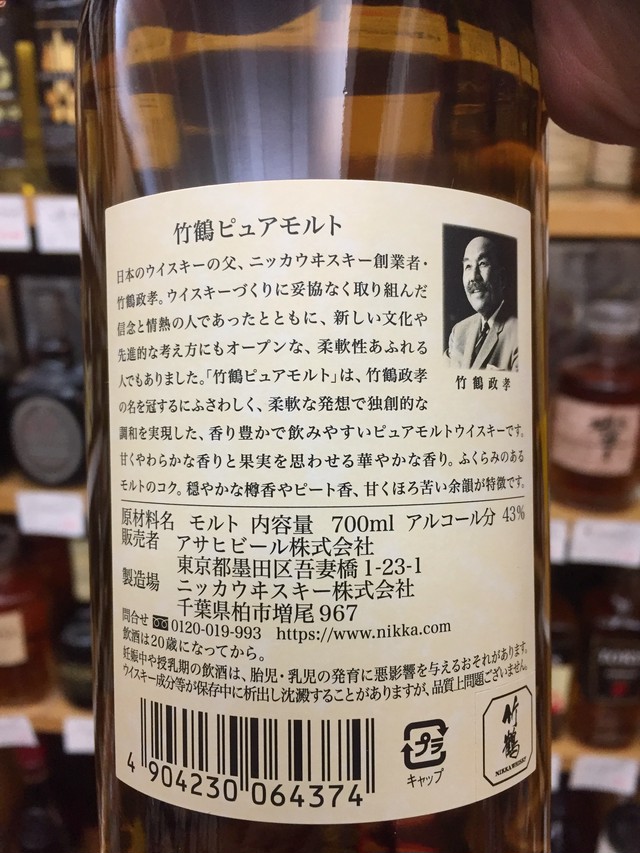 竹鶴ピュアモルト
日本のウイスキーの父、ニッカウヰスキー創業者・
竹鶴政孝。ウイスキーづくりに妥協なく取り組んだ
信念と情熱の人であったとともに、新しい文化や
先進的な考え方にもオープンな、柔軟性あふれる
人でもありました。「竹鶴ピュアモルト」は、竹鶴政孝
の名を冠するにふさわしく、柔軟な発想で独創的な
調和を実現した、香り豊かで飲みやすいピュアモルトウイスキーです。
甘くやわらかな香りと果実を思わせる華やかな香り。ふくらみのある
モルトのコク。穏やかな樽香やピート香、甘くほろ苦い余韻が特徴です。
竹鶴政孝
原材料名 モルト 内容量 700ml アルコール分 43%
販売者 アサヒビール株式会社
東京都墨田区吾妻橋1-23-1
製造場 ニッカウヰスキー株式会社
千葉県柏市増尾967
問合せ 0120-019-993 https://www.nikka.com
飲酒は20歳になってから。
妊娠中や授乳期の飲酒は、胎児・乳児の発育に悪影響を与えるおそれがあります。
ウイスキー成分等が保存中に析出し沈澱することがありますが、品質上問題ございません。
4 904230 064374
プラ
キャップ
竹鶴
NIKKA WHISKY
響